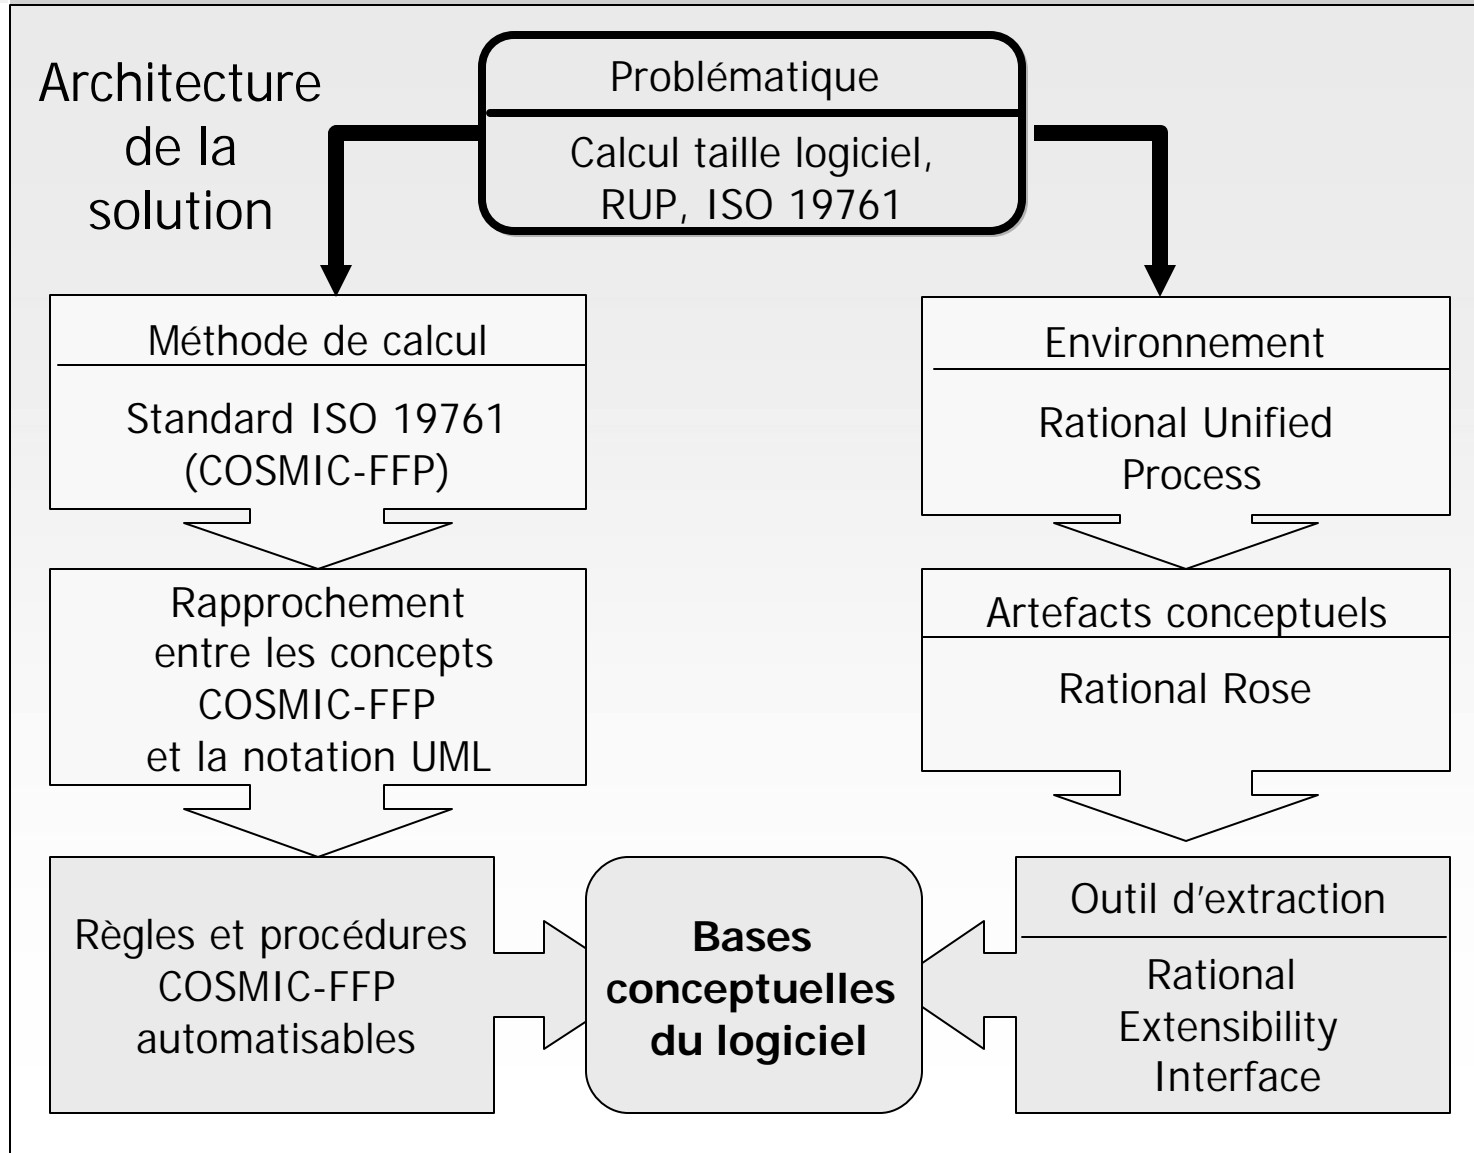 Architecture
de la
solution
Problématique
Calcul taille logiciel,
RUP, ISO 19761
Méthode de calcul
Standard ISO 19761
(COSMIC-FFP)
Environnement
Rational Unified
Process
Rapprochement
entre les concepts
COSMIC-FFP
et la notation UML
Artefacts conceptuels
Rational Rose
Règles et procédures
COSMIC-FFP
automatisables
Bases
conceptuelles
du logiciel
Outil d'extraction
Rational
Extensibility
Interface